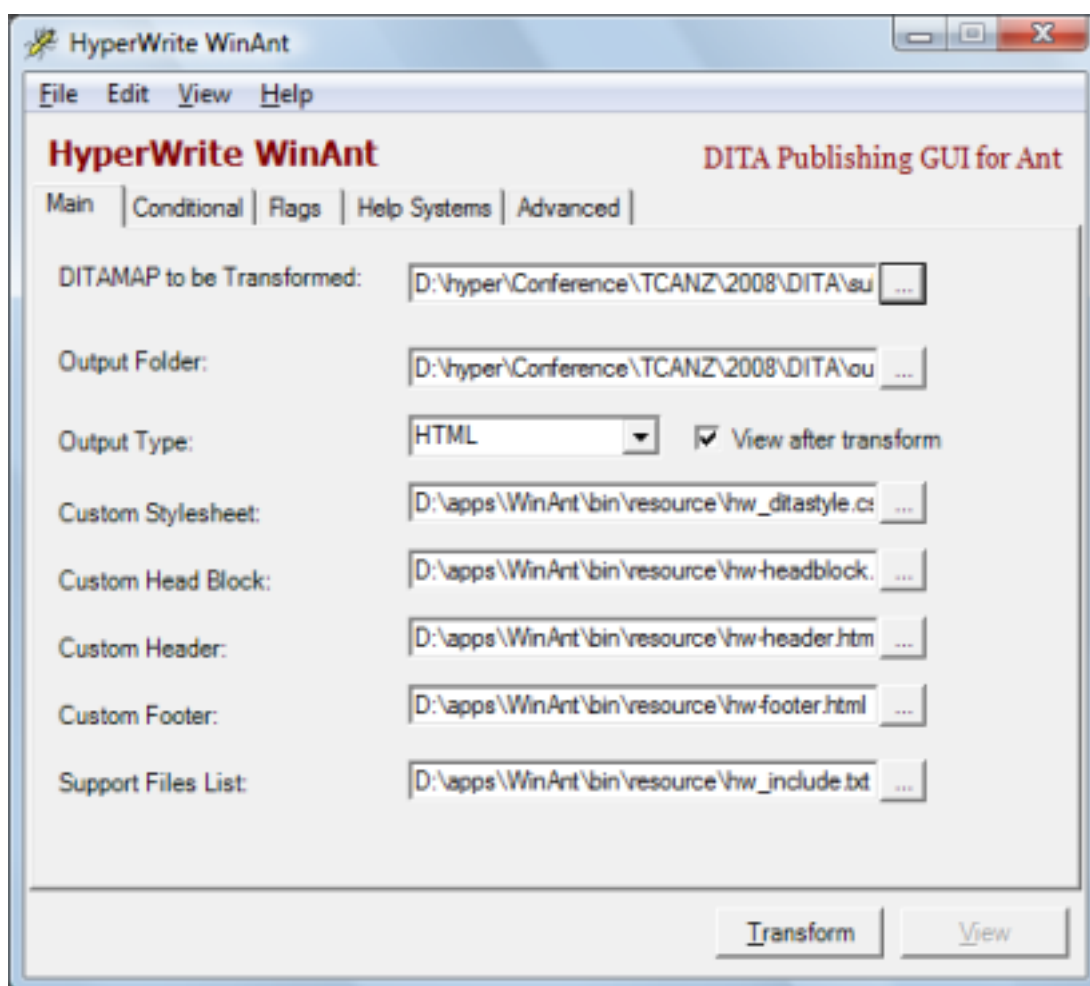 HyperWrite WinAnt
File Edit View Help
HyperWrite WinAnt DITA Publishing GUI for Ant
Main Conditional Flags Help Systems Advanced
DITAMAP to be Transformed: D:\hyper\Conference\TCANZ\2008\DITA\su ...
Output Folder: D:\hyper\Conference\TCANZ\2008\DITA\ou ...
Output Type: HTML View after transform
Custom Stylesheet: D:\apps\WinAnt\bin\resource\hw_ditastyle.cs ...
Custom Head Block: D:\apps\WinAnt\bin\resource\hw-headblock. ...
Custom Header: D:\apps\WinAnt\bin\resource\hw-header.htm ...
Custom Footer: D:\apps\WinAnt\bin\resource\hw-footer.html ...
Support Files List: D:\apps\WinAnt\bin\resource\hw_include.txt ...
Transform View